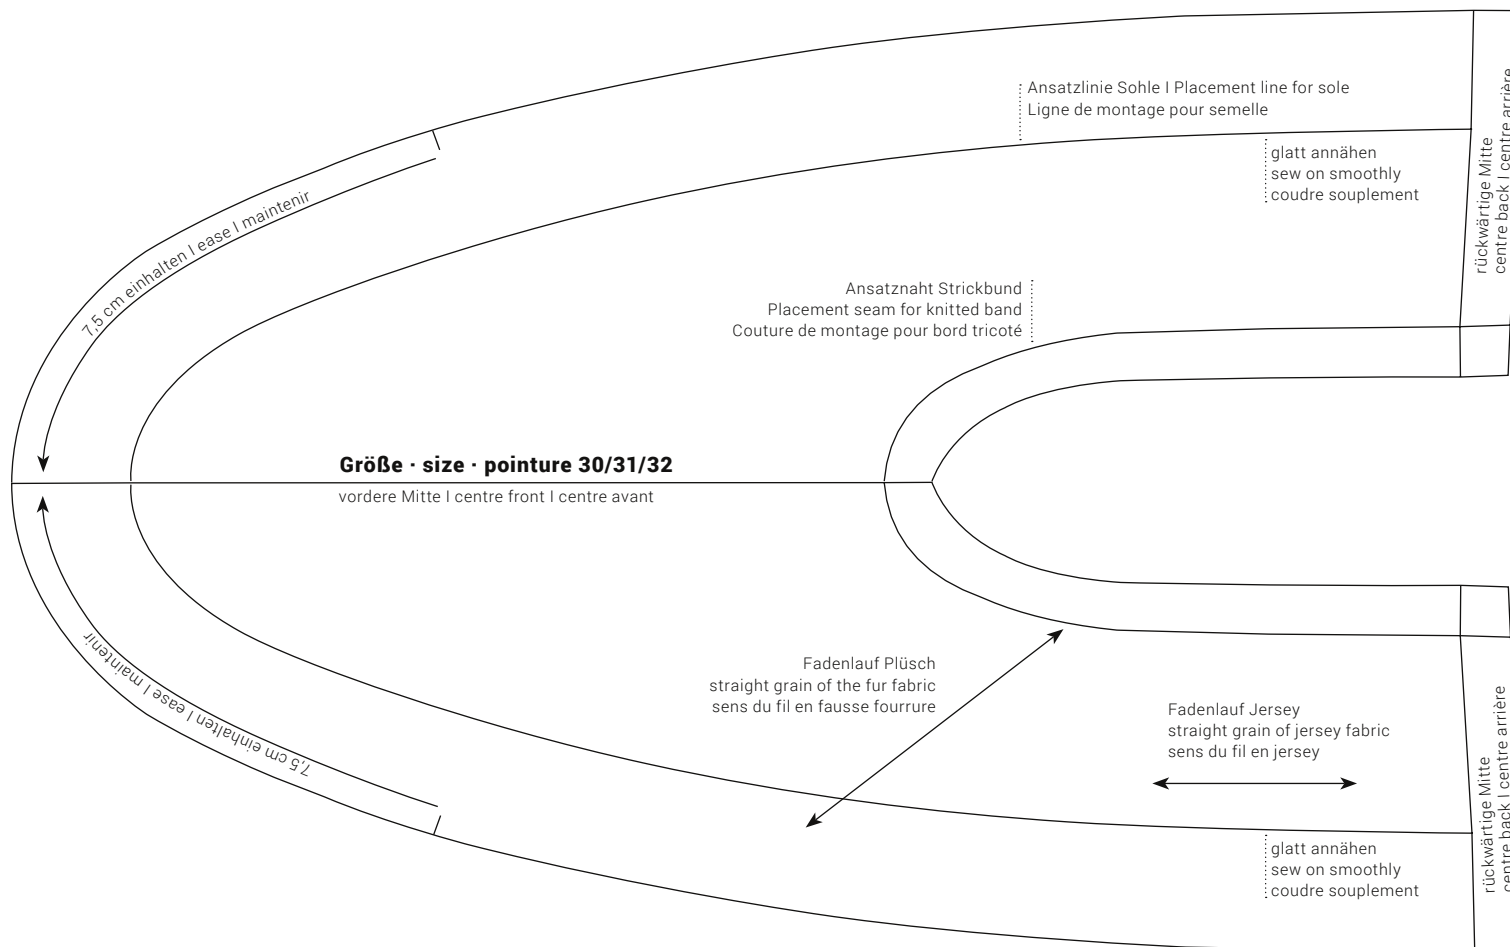 Ansatzlinie Sohle I Placement line for sole
Ligne de montage pour semelle
glatt annähen
sew on smoothly
coudre souplement
rückwärtige Mitte
centre back I centre arrière
7,5 cm einhalten I ease I maintenir
Ansatznaht Strickbund
Placement seam for knitted band
Couture de montage pour bord tricoté
Größe · size · pointure 30/31/32
vordere Mitte I centre front I centre avant
7,5 cm einhalten I ease I maintenir
Fadenlauf Plüsch
straight grain of the fur fabric
sens du fil en fausse fourrure
Fadenlauf Jersey
straight grain of jersey fabric
sens du fil en jersey
glatt annähen
sew on smoothly
coudre souplement
rückwärtige Mitte
centre back I centre arrière